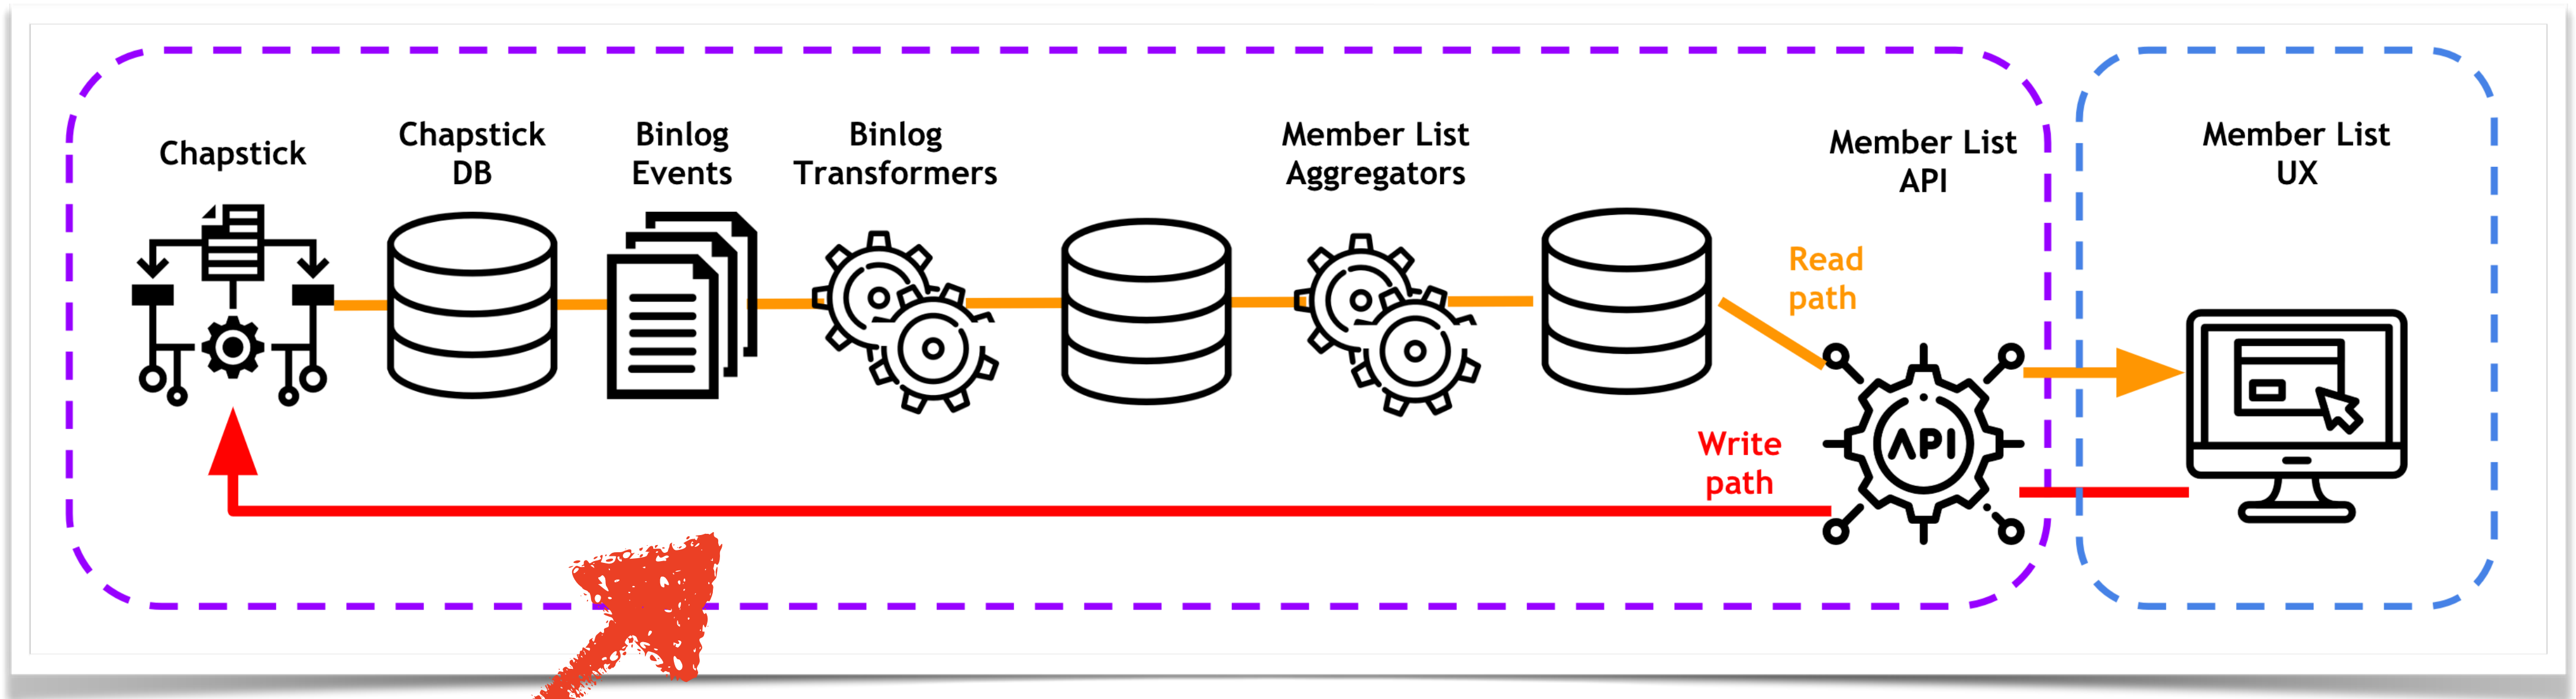 Chapstick
Chapstick
DB
Binlog
Events
Binlog
Transformers
Member List
Aggregators
Member List
API
Member List
UX
Read
path
Write
path
API